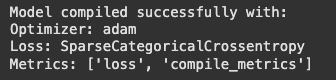 Model compiled successfully with:
Optimizer: adam
Loss: SparseCategoricalCrossentropy
Metrics: ['loss', 'compile_metrics']